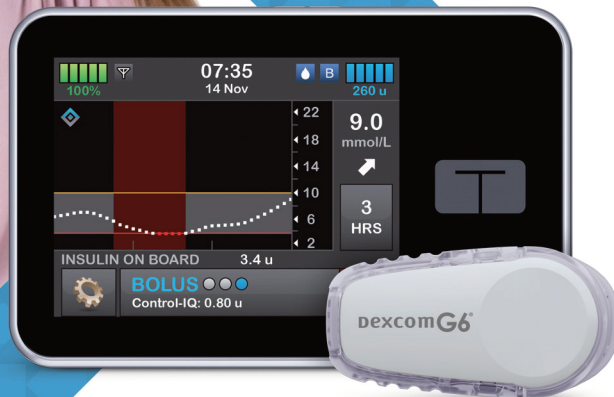 100%
07:35
14 Nov
B
260 u
22
18
14
10
6
2
9.0
mmol/L
3
HRS
INSULIN ON BOARD 3.4 u
BOLUS
Control-IQ: 0.80 u
T
Dexcom G6